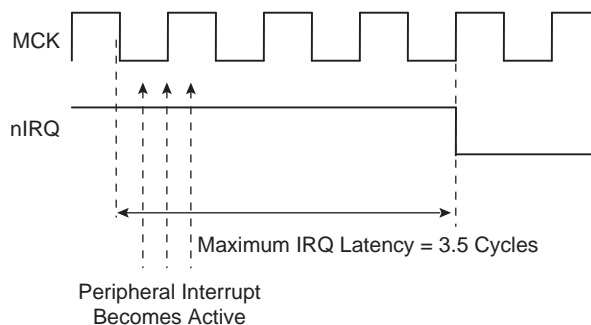 MCK
nIRQ
Maximum IRQ Latency = 3.5 Cycles
Peripheral Interrupt
Becomes Active